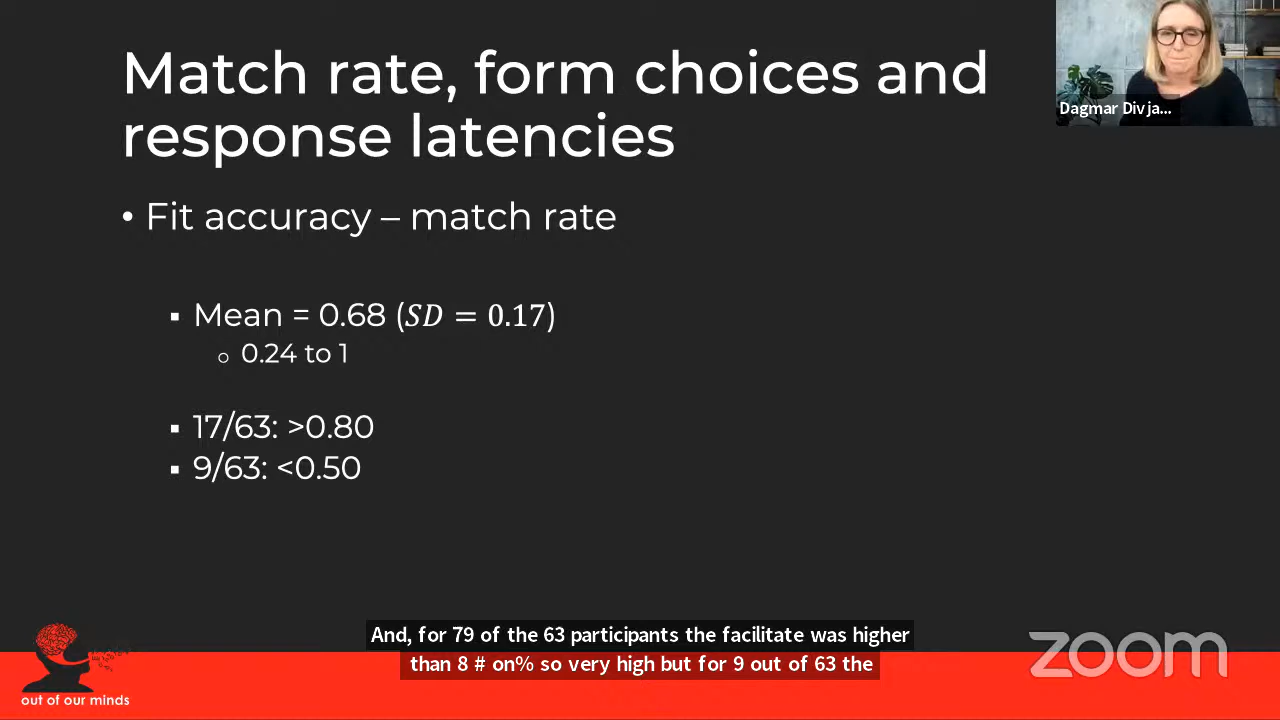 Match rate, form choices and
response latencies
Dagmar Divja...
• Fit accuracy – match rate
▪ Mean = 0.68 (SD = 0.17)
○ 0.24 to 1
▪ 17/63: >0.80
▪ 9/63: <0.50
And, for 79 of the 63 participants the facilitate was higher
than 8 # on% so very high but for 9 out of 63 the
zoom
out of our minds